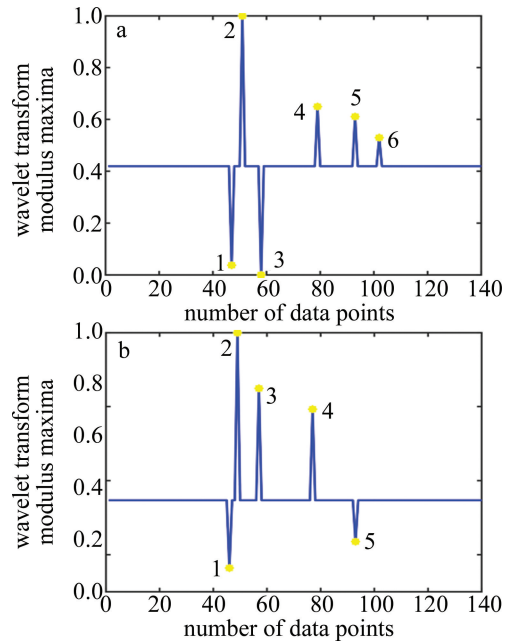 a
1.0
0.8
0.6
0.4
0.2
0.0
wavelet transform
modulus maxima
1
2
3
4
5
6
0 20 40 60 80 100 120 140
number of data points
b
1.0
0.8
0.6
0.4
0.2
0.0
wavelet transform
modulus maxima
1
2
3
4
5
0 20 40 60 80 100 120 140
number of data points